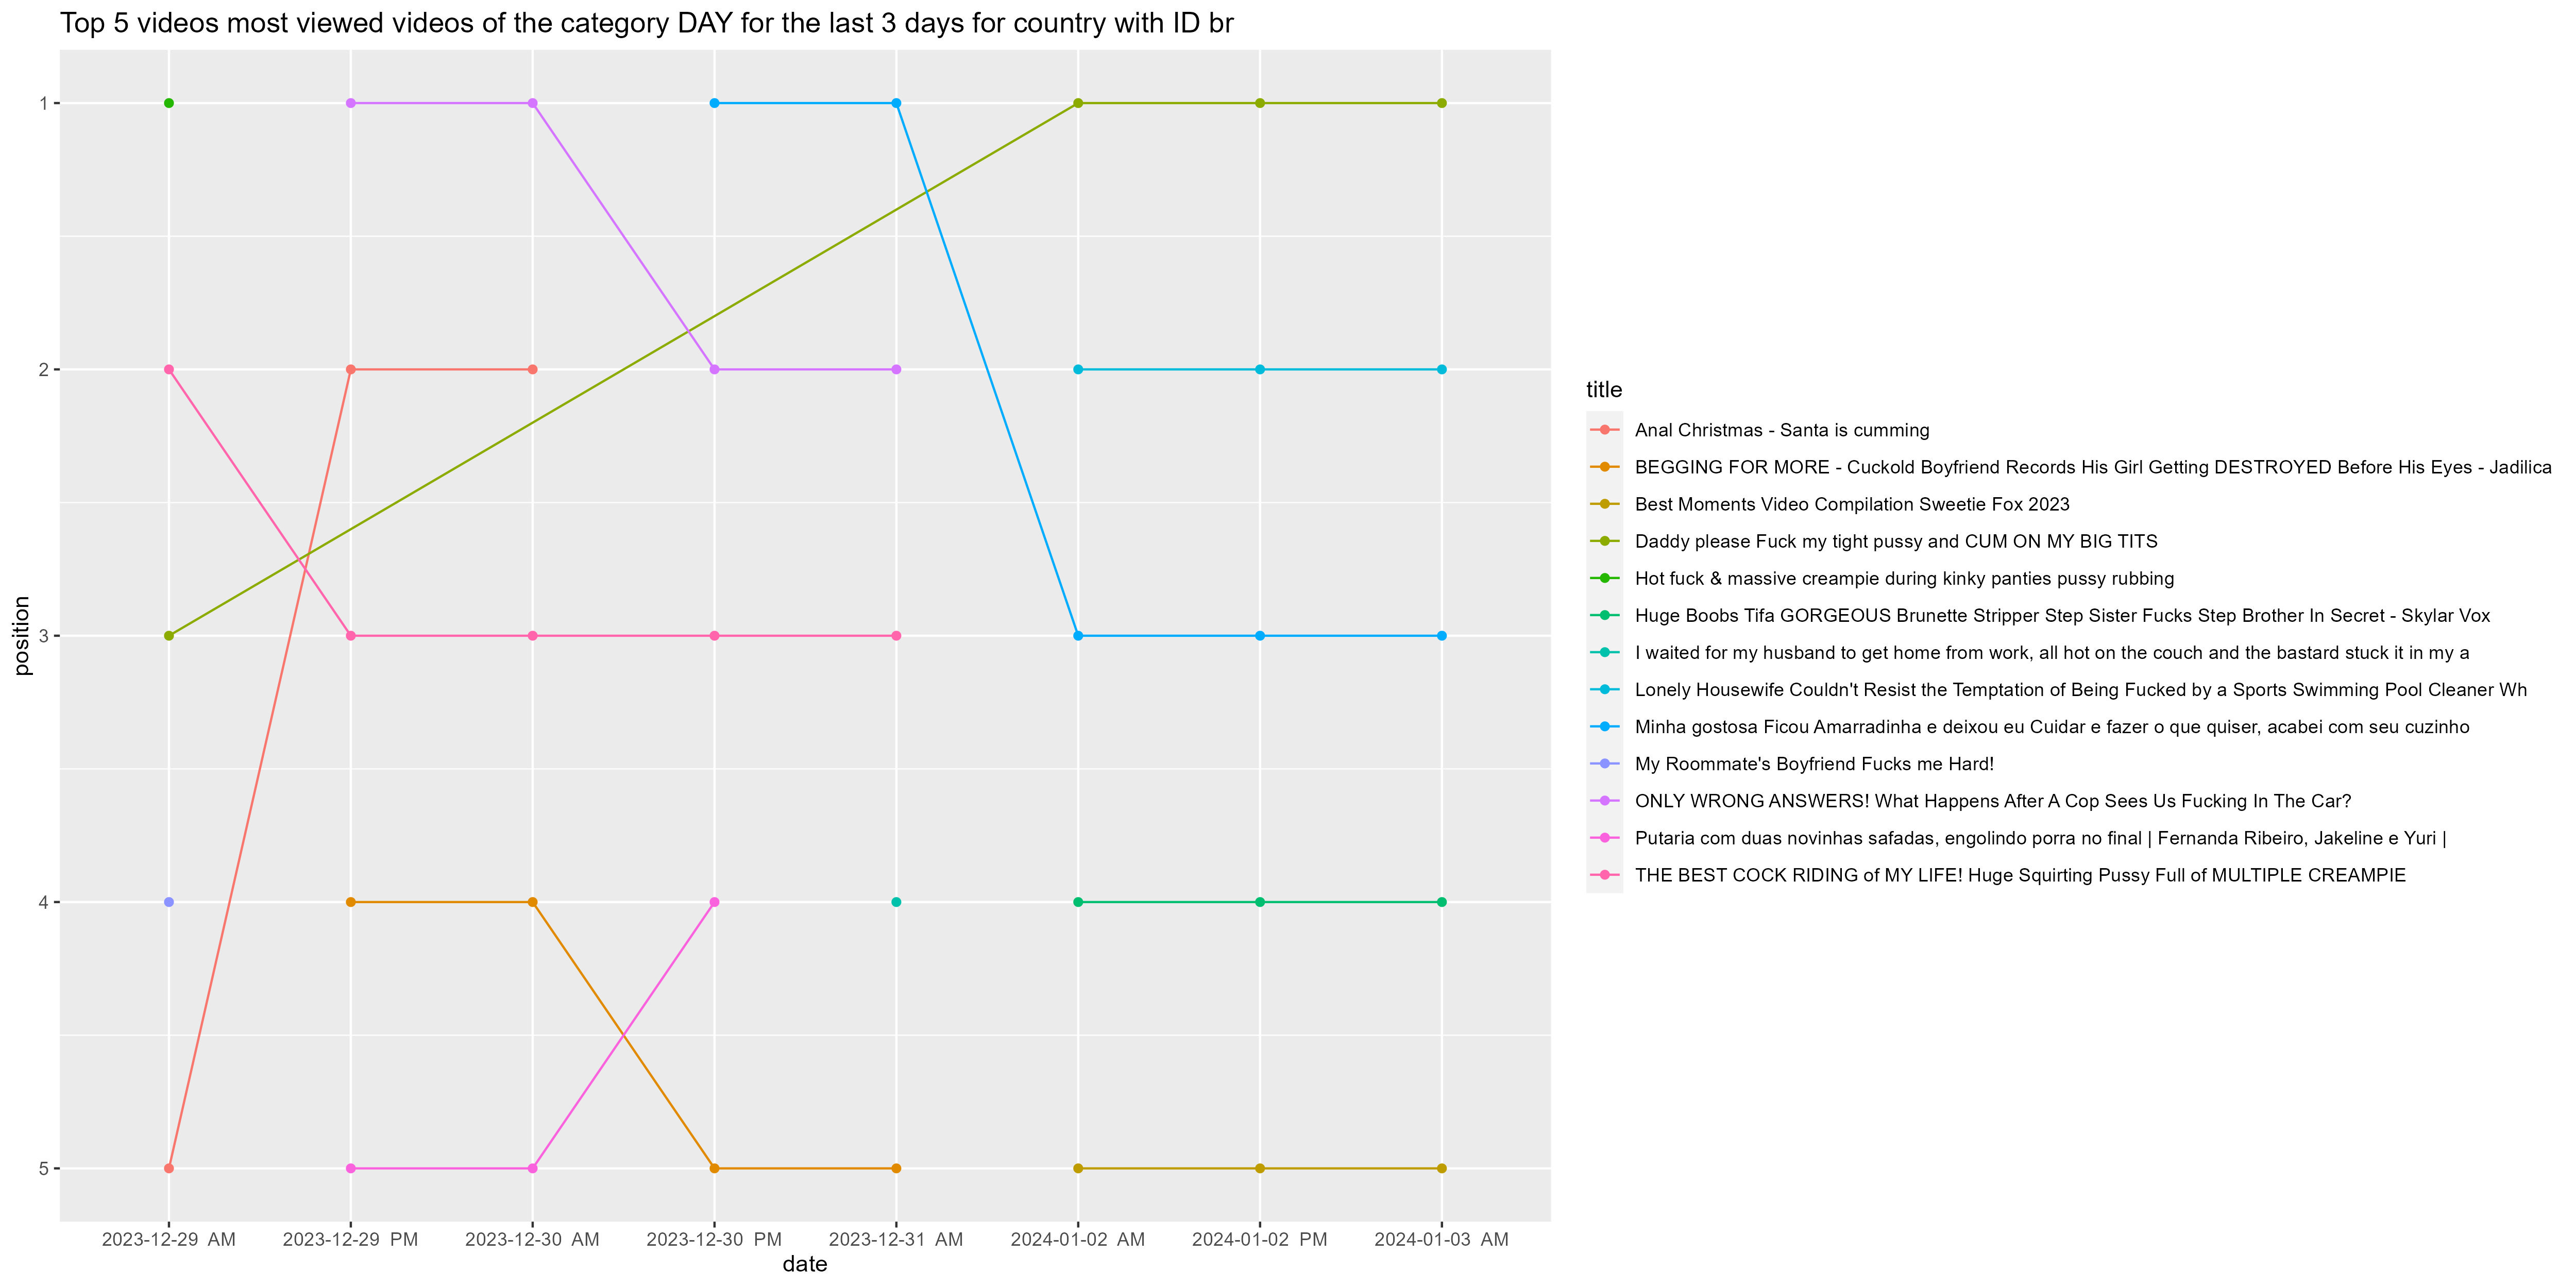 Top 5 videos most viewed videos of the category DAY for the last 3 days for country with ID br
position
1
2
3
4
5
2023-12-29 AM
2023-12-29 PM
2023-12-30 AM
2023-12-30 PM
2023-12-31 AM
2024-01-02 AM
2024-01-02 PM
2024-01-03 AM
date
title
Anal Christmas - Santa is cumming
BEGGING FOR MORE - Cuckold Boyfriend Records His Girl Getting DESTROYED Before His Eyes - Jadilica
Best Moments Video Compilation Sweetie Fox 2023
Daddy please Fuck my tight pussy and CUM ON MY BIG TITS
Hot fuck & massive creampie during kinky panties pussy rubbing
Huge Boobs Tifa GORGEOUS Brunette Stripper Step Sister Fucks Step Brother In Secret - Skylar Vox
I waited for my husband to get home from work, all hot on the couch and the bastard stuck it in my a
Lonely Housewife Couldn't Resist the Temptation of Being Fucked by a Sports Swimming Pool Cleaner Wh
Minha gostosa Ficou Amarradinha e deixou eu Cuidar e fazer o que quiser, acabei com seu cuzinho
My Roommate's Boyfriend Fucks me Hard!
ONLY WRONG ANSWERS! What Happens After A Cop Sees Us Fucking In The Car?
Putaria com duas novinhas safadas, engolindo porra no final | Fernanda Ribeiro, Jakeline e Yuri |
THE BEST COCK RIDING of MY LIFE! Huge Squirting Pussy Full of MULTIPLE CREAMPIE